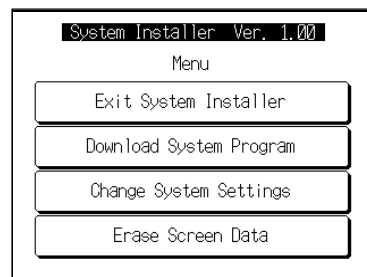 System Installer Ver. 1.00
Menu
Exit System Installer
Download System Program
Change System Settings
Erase Screen Data